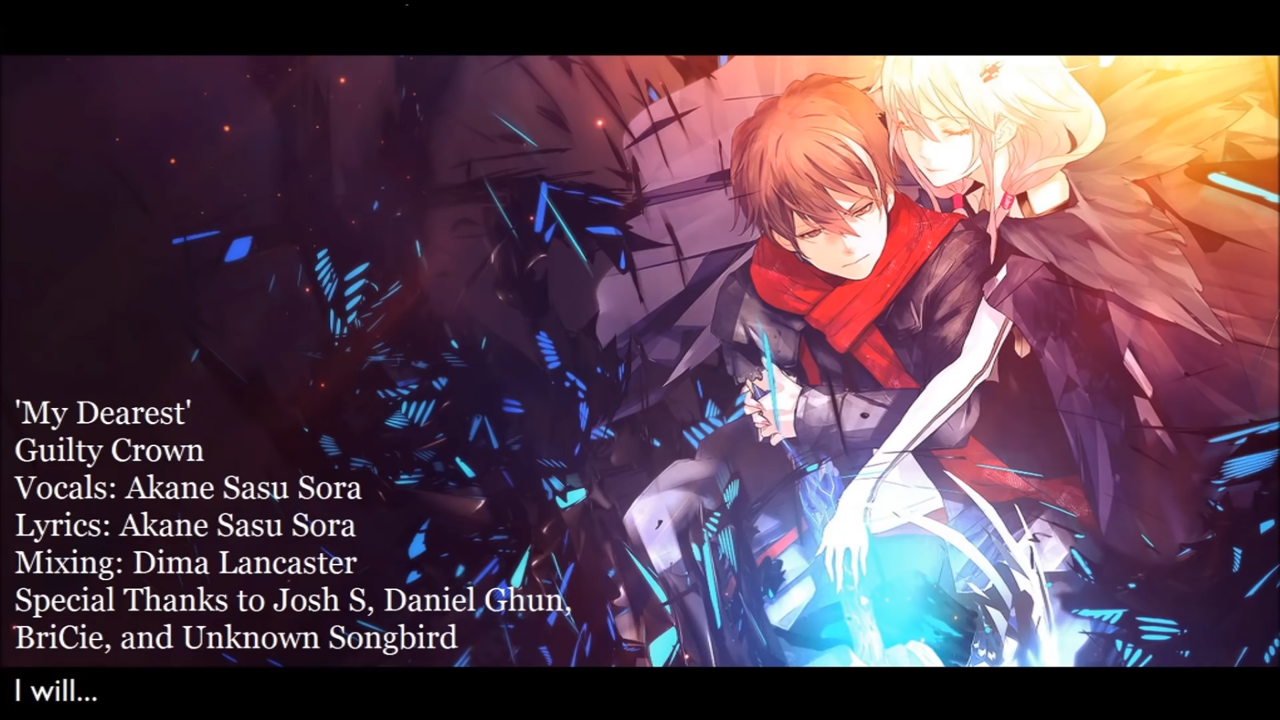 'My Dearest'
Guilty Crown
Vocals: Akane Sasu Sora
Lyrics: Akane Sasu Sora
Mixing: Dima Lancaster
Special Thanks to Josh S, Daniel Ghun,
BriCie, and Unknown Songbird
I will...